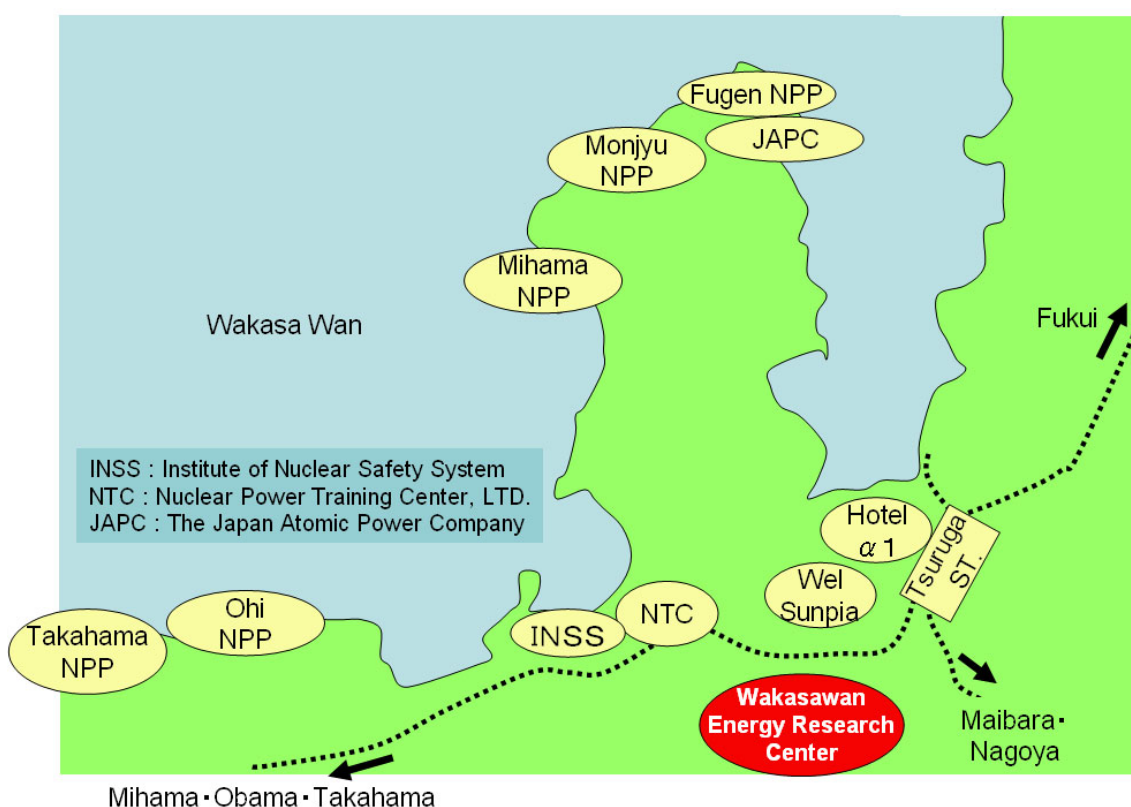 Fugen NPP
JAPC
Monjyu
NPP
Mihama
NPP
Wakasa Wan
Fukui
INSS : Institute of Nuclear Safety System
NTC : Nuclear Power Training Center, LTD.
JAPC : The Japan Atomic Power Company
Hotel
α1
Tsuruga
ST.
Wel
Sunpia
Ohi
NPP
Takahama
NPP
INSS
NTC
Wakasawan
Energy Research
Center
Maibara・
Nagoya
Mihama・Obama・Takahama